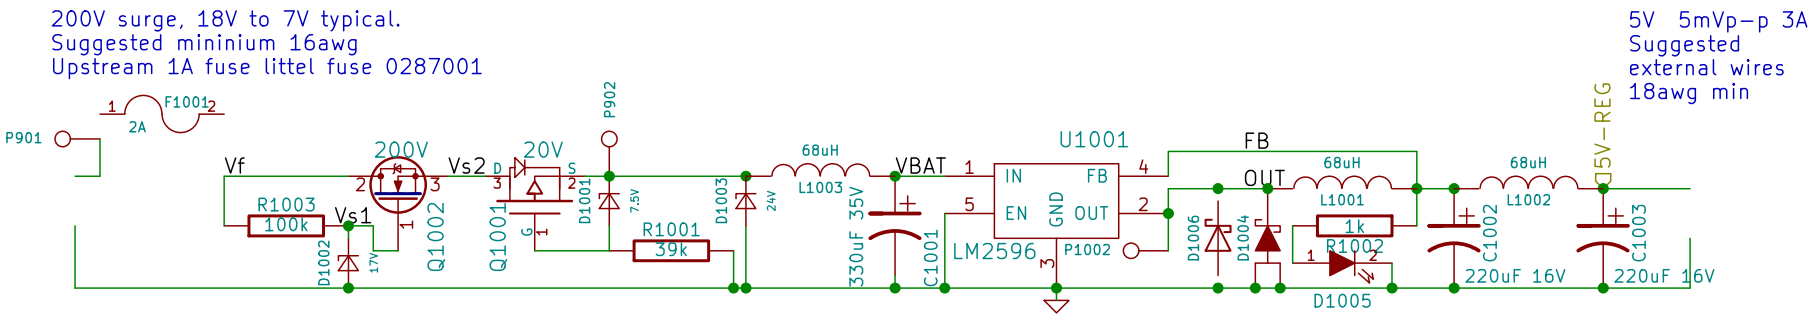 200V surge, 18V to 7V typical.
Suggested mininium 16awg
Upstream 1A fuse littel fuse 0287001
5V 5mVp-p 3A
Suggested
external wires
18awg min
P901
1
F1001
2
2A
Vf
200V
2
3
1
Q1002
R1003
100k
Vs1
D1002
17V
Vs2
20V
D
S
3
2
G
1
Q1001
P902
D1001
7.5V
R1001
39k
D1003
24V
68uH
L1003
VBAT
330uF 35V
C1001
U1001
1
IN
5
EN
FB
4
OUT
2
GND
3
LM2596
P1002
FB
OUT
D1006
D1004
68uH
L1001
1k
R1002
1
2
D1005
C1002
220uF 16V
68uH
L1002
5V-REG
C1003
220uF 16V